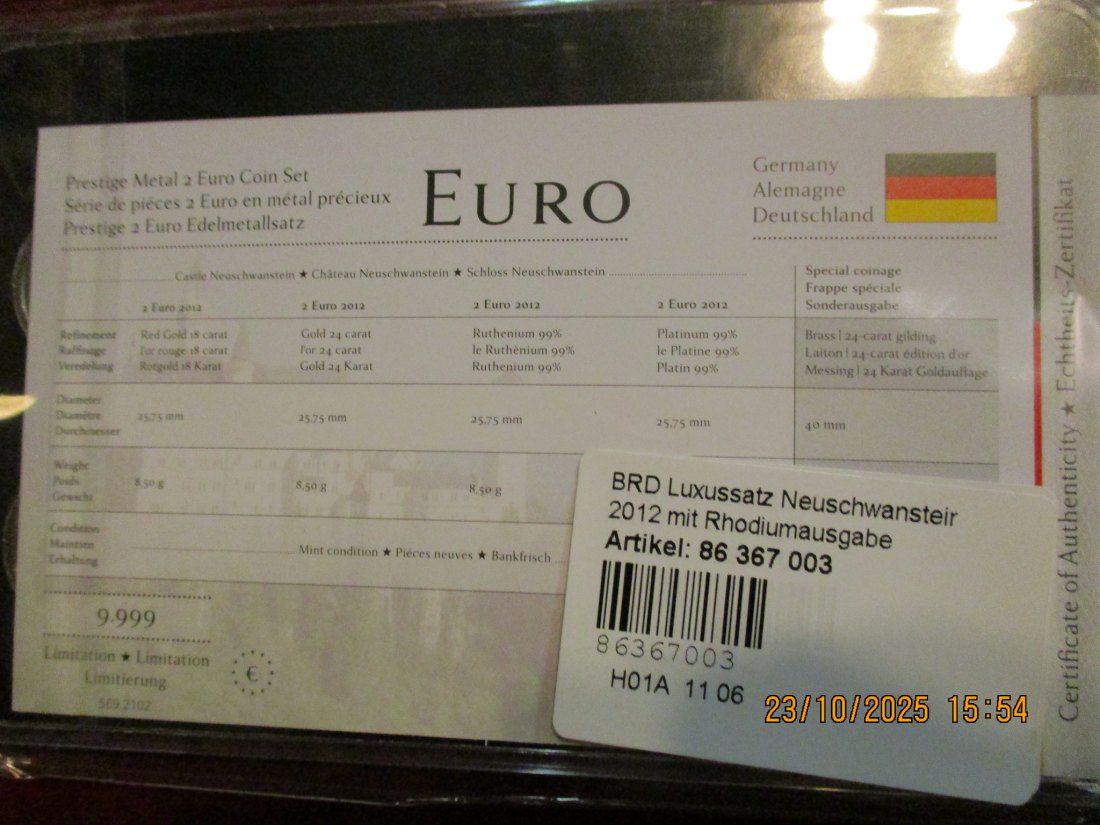 Prestige Metal 2 Euro Coin Set
Série de piéces 2 Euro en métal précieux
Prestige 2 Euro Edelmetallsatz
EURO
Germany
Alemagne
Deutschland
Castle Neuschwanstein ★ Château Neuschwanstein ★ Schloss Neuschwanstein
Special coinage
Frappe spéciale
Sonderausgabe
2 Euro 2012 2 Euro 2012 2 Euro 2012 2 Euro 2012
Refinement Red Gold 18 carat Gold 24 carat Ruthenium 99% Platinum 99% Brass | 24-carat gilding
Raffinage l'or rouge 18 carat l'or 24 carat le Ruthènium 99% le Platine 99% Laiton | 24-carat édition d'or
Veredelung Rotgold 18 Karat Gold 24 Karat Ruthenium 99% Platin 99% Messing | 24 Karat Goldauflage
Diameter
Diamètre 25,75 mm 25,75 mm 25,75 mm 25,75 mm 40 mm
Durchmesser
Weight
Poids 8,50 g 8,50 g 8,50 g
Gewicht
Condition
Maintien Mint condition ★ Piéces neuves ★ Bankfrisch
Erhaltung
9.999
Limitation ★ Limitation
Limitierung
569 2102
€
Certificate of Authenticity ★ Echtheits-Zertifikat
BRD Luxussatz Neuschwansteir
2012 mit Rhodiumausgabe
Artikel: 86 367 003
86367003
H01A 11 06
23/10/2025 15:54